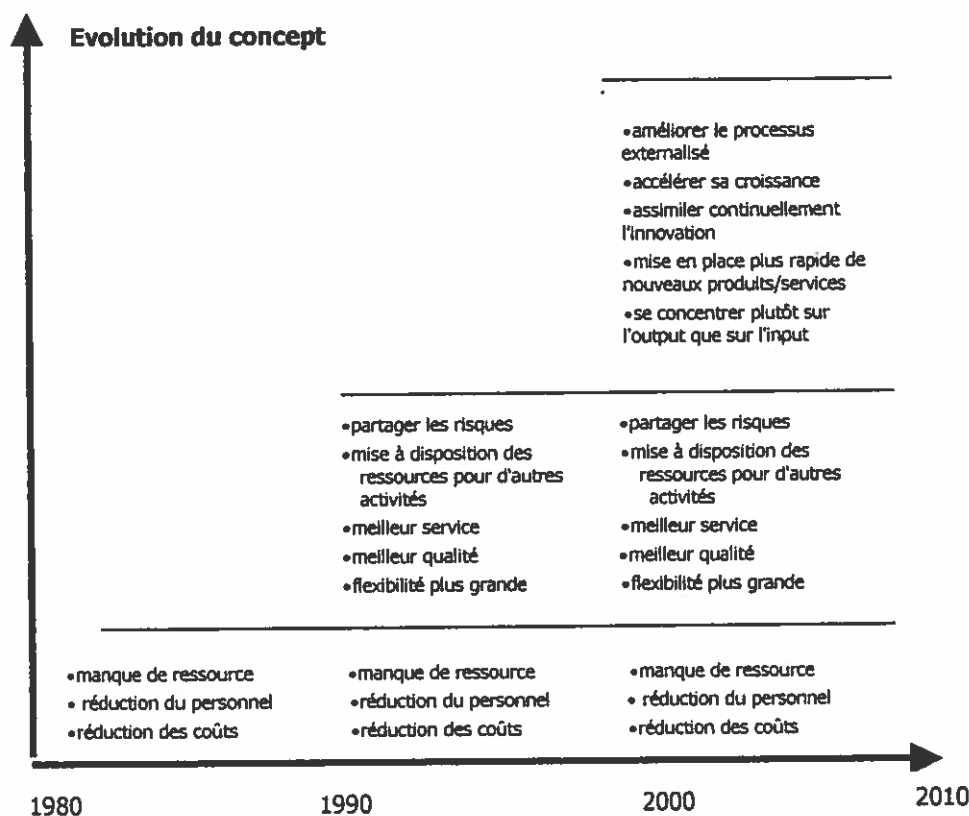 Evolution du concept
•améliorer le processus
externalisé
•accélérer sa croissance
•assimiler continuellement
l'innovation
•mise en place plus rapide de
nouveaux produits/services
•se concentrer plutôt sur
l'output que sur l'input
•partager les risques
•mise à disposition des
ressources pour d'autres
activités
•meilleur service
•meilleur qualité
•flexibilité plus grande
•partager les risques
•mise à disposition des
ressources pour d'autres
activités
•meilleur service
•meilleur qualité
•flexibilité plus grande
•manque de ressource
• réduction du personnel
•réduction des coûts
•manque de ressource
•réduction du personnel
•réduction des coûts
•manque de ressource
• réduction du personnel
•réduction des coûts
1980
1990
2000
2010